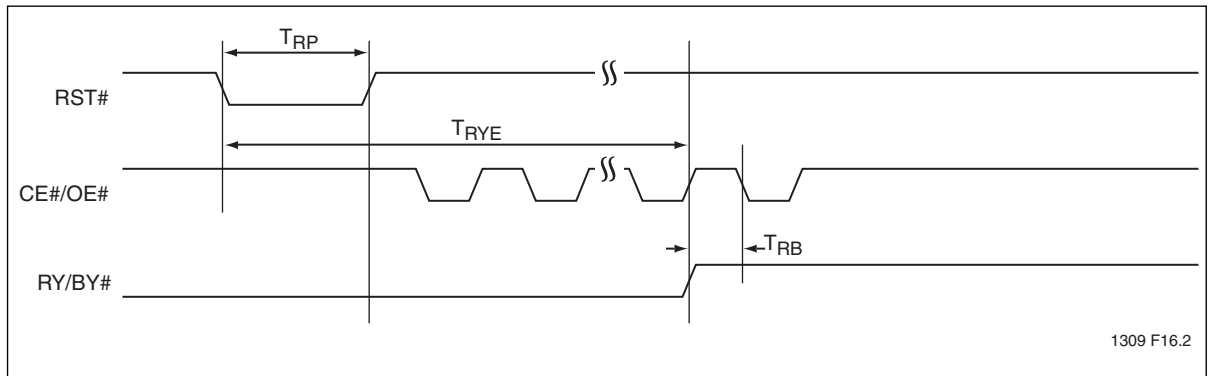 TRP
RST#
TRYE
CE#/OE#
TRB
RY/BY#
1309 F16.2